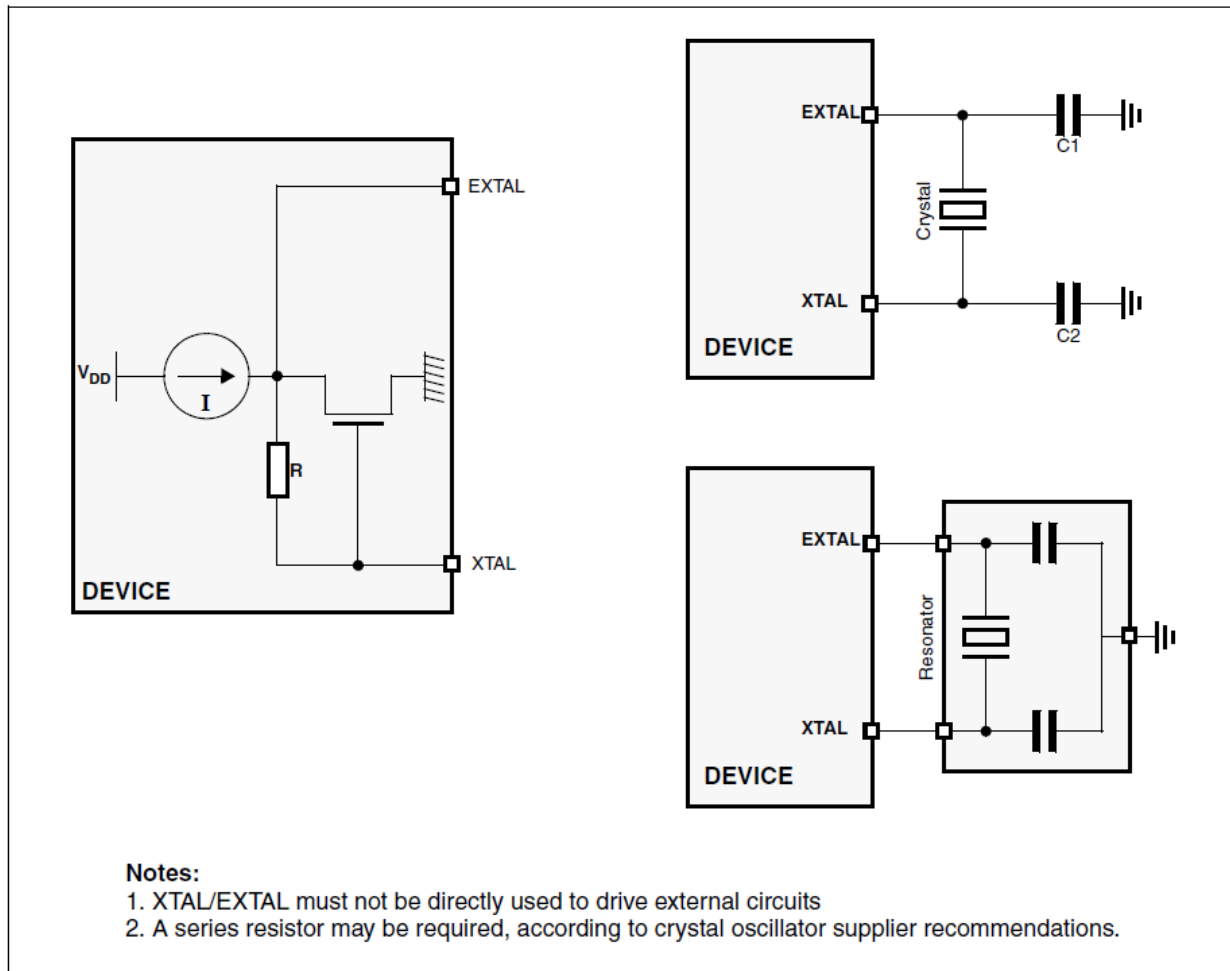 EXTAL
V_DD
I
R
XTAL
DEVICE
EXTAL
C1
Crystal
XTAL
C2
DEVICE
EXTAL
Resonator
XTAL
DEVICE
Notes:
1. XTAL/EXTAL must not be directly used to drive external circuits
2. A series resistor may be required, according to crystal oscillator supplier recommendations.